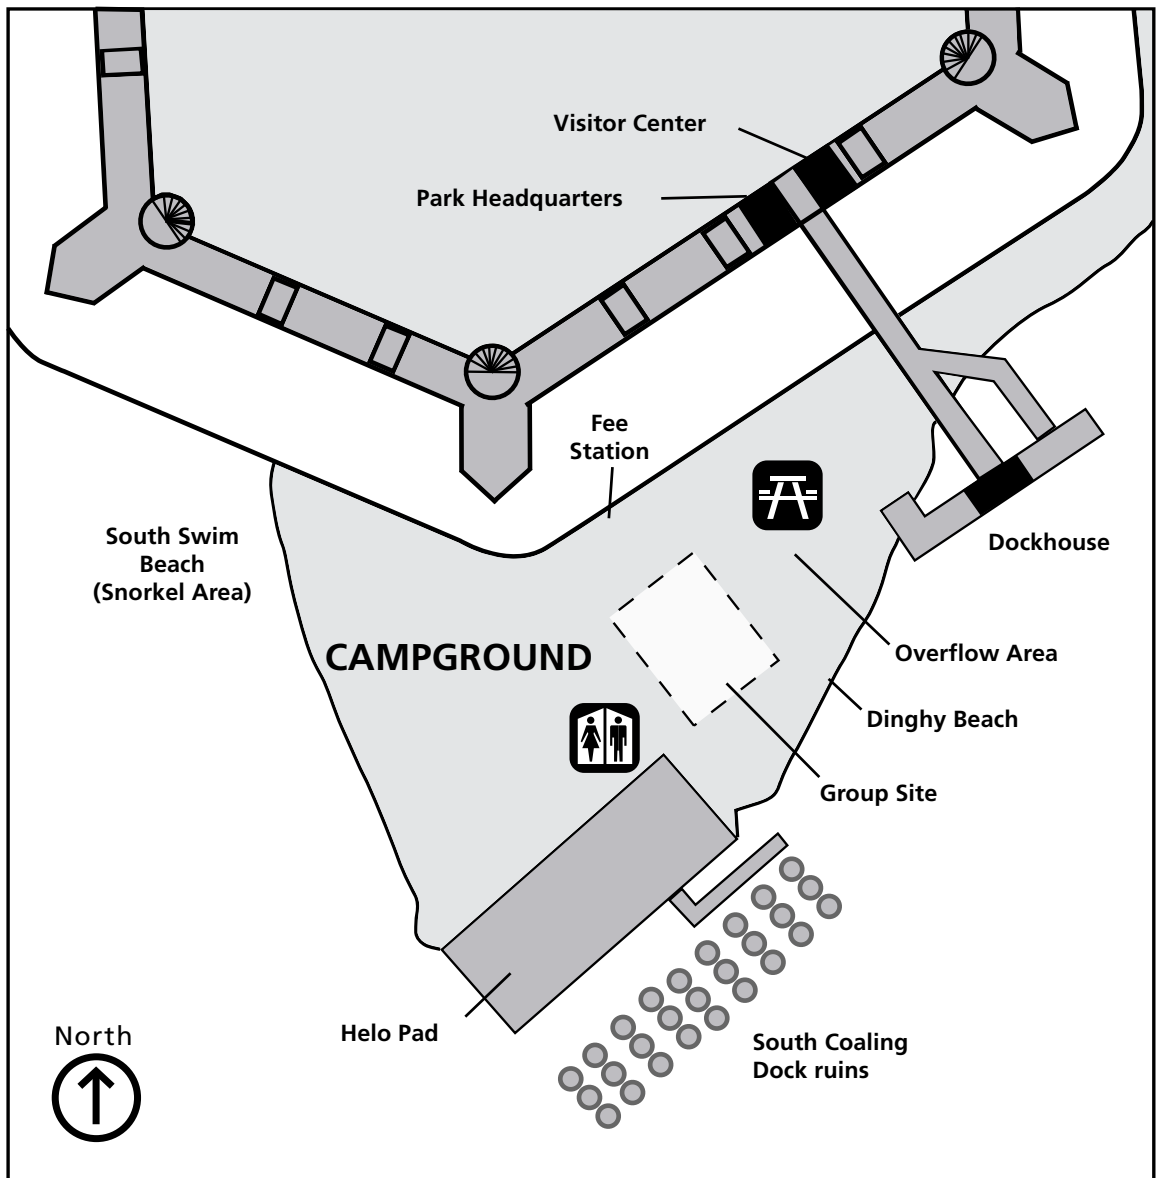 Visitor Center
Park Headquarters
Fee
Station
South Swim
Beach
(Snorkel Area)
Dockhouse
CAMPGROUND
Overflow Area
Dinghy Beach
Group Site
Helo Pad
North
South Coaling
Dock ruins